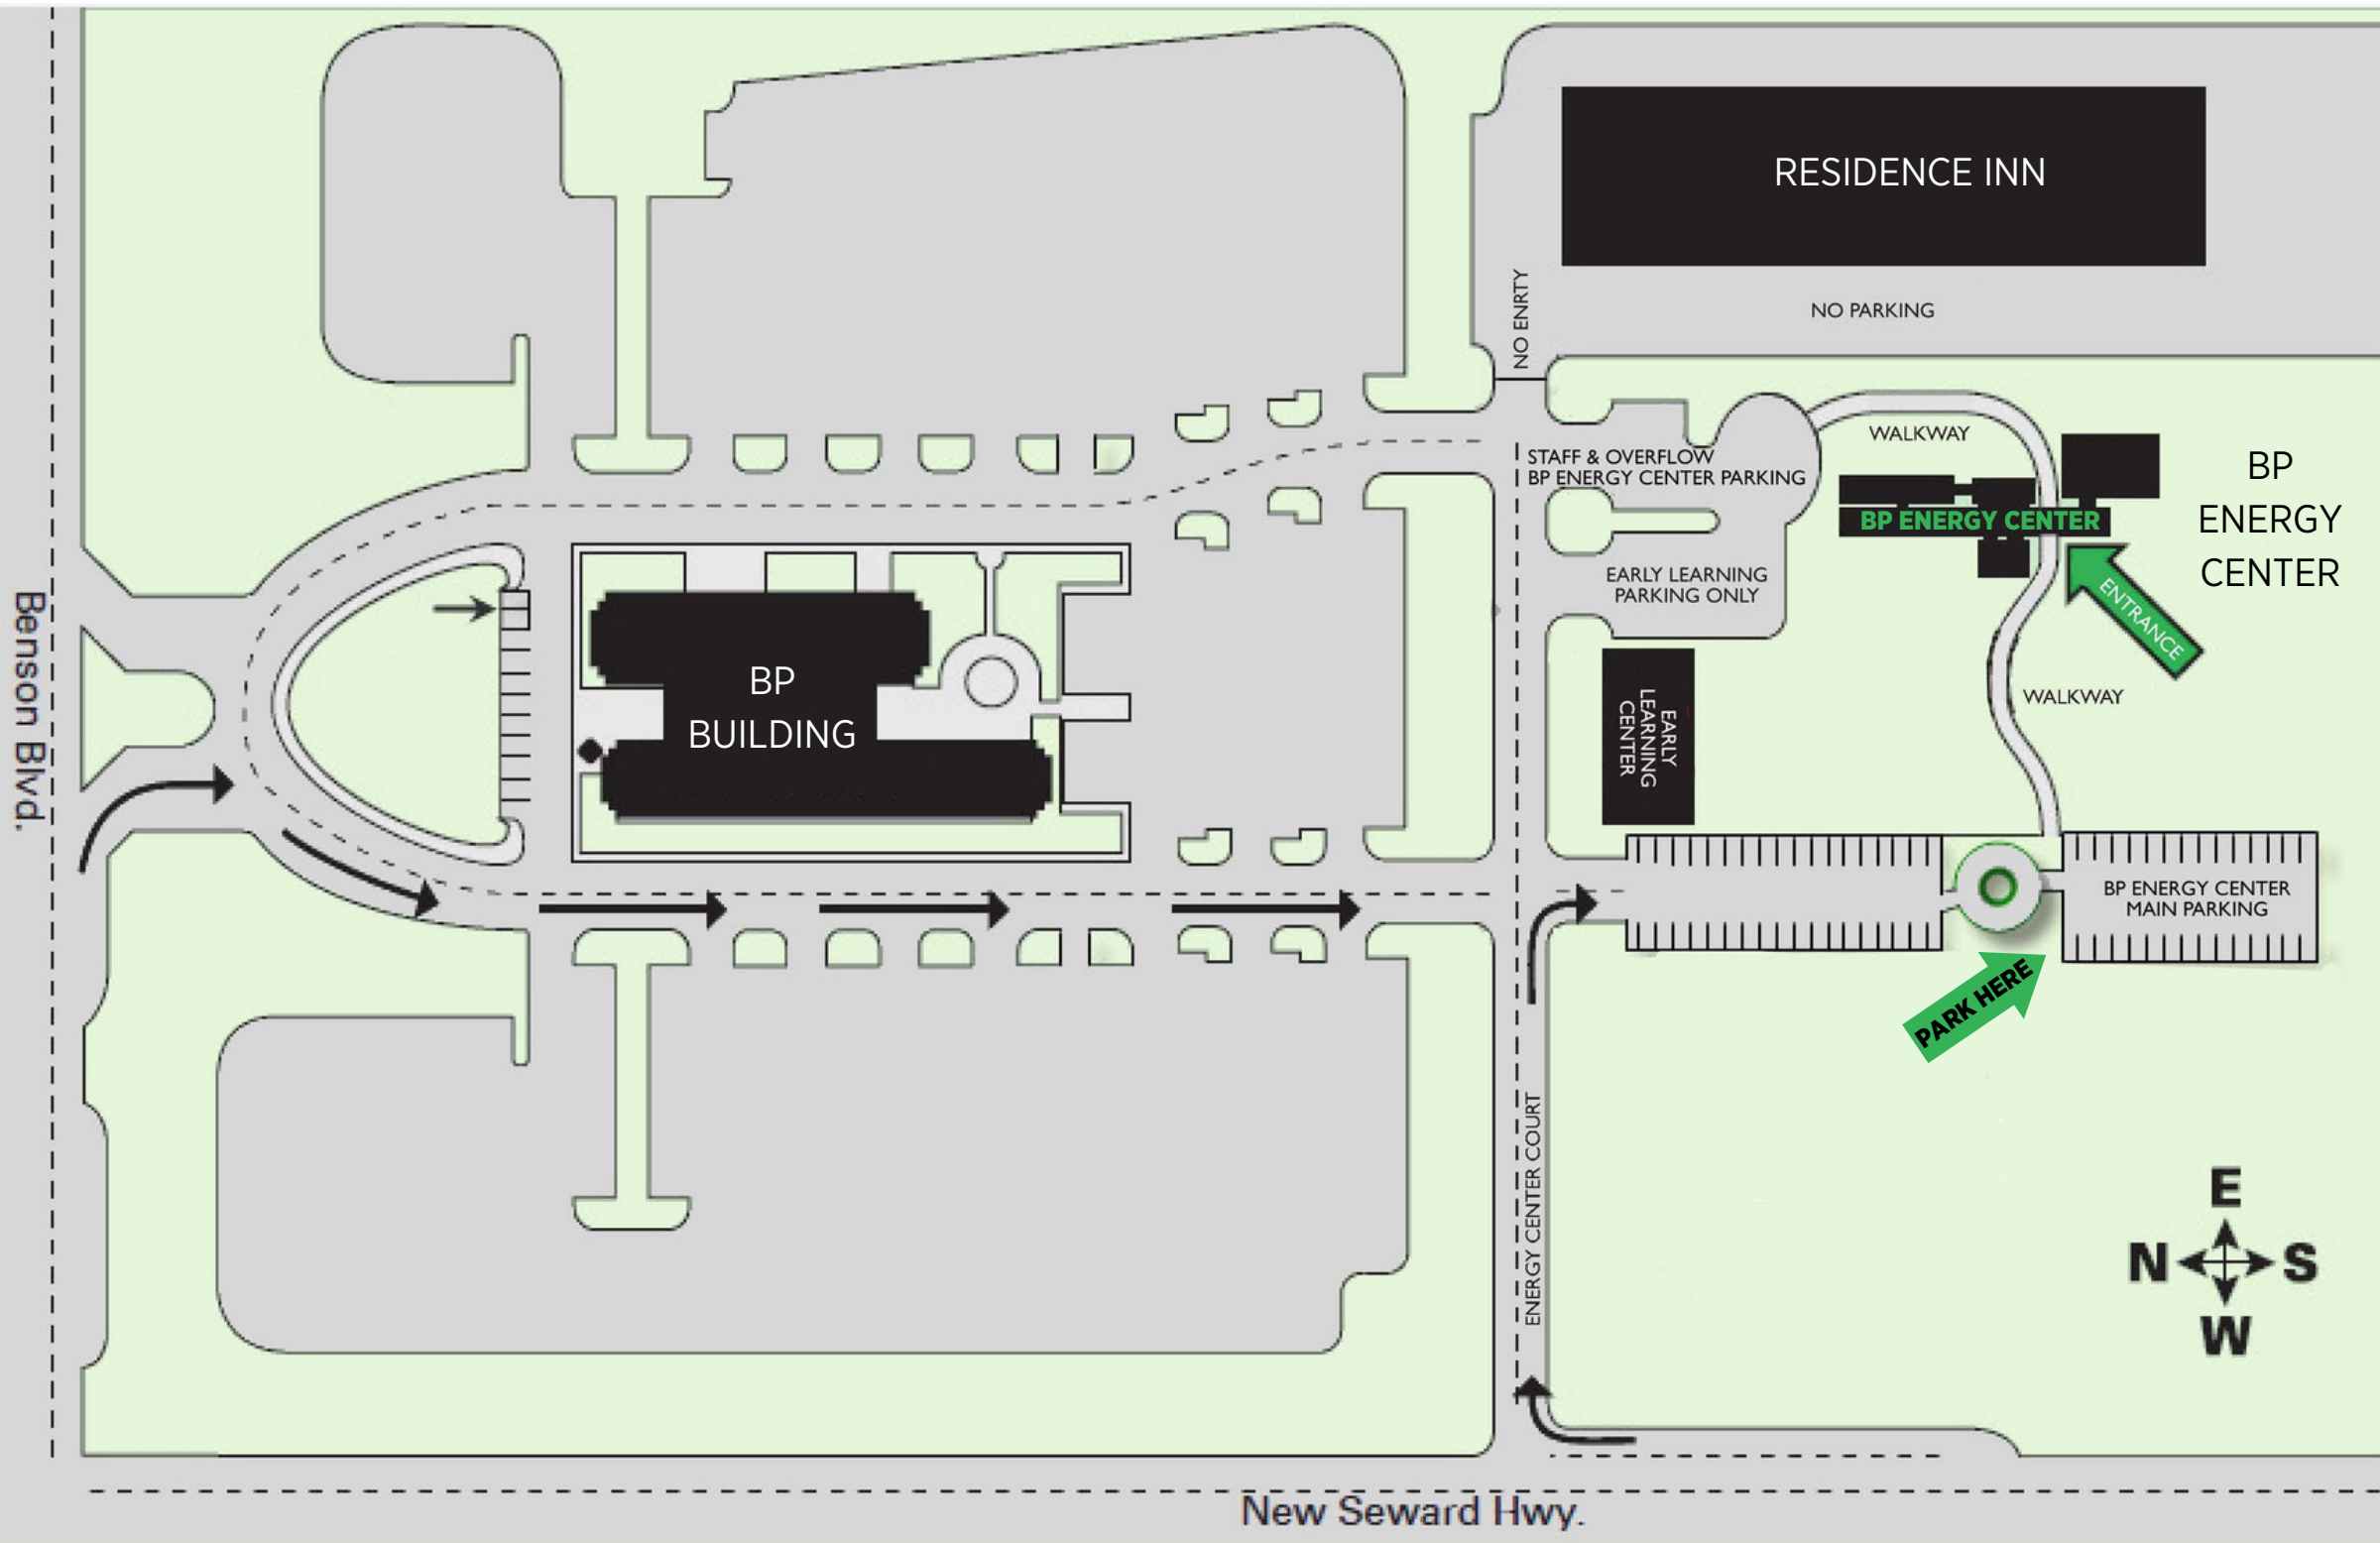 RESIDENCE INN
NO PARKING
NO ENRTY
WALKWAY
STAFF & OVERFLOW
BP ENERGY CENTER PARKING
BP ENERGY CENTER
BP
ENERGY
CENTER
ENTRANCE
EARLY LEARNING
PARKING ONLY
Benson Blvd.
BP
BUILDING
EARLY
LEARNING
CENTER
WALKWAY
BP ENERGY CENTER
MAIN PARKING
PARK HERE
ENERGY CENTER COURT
E
N S
W
New Seward Hwy.